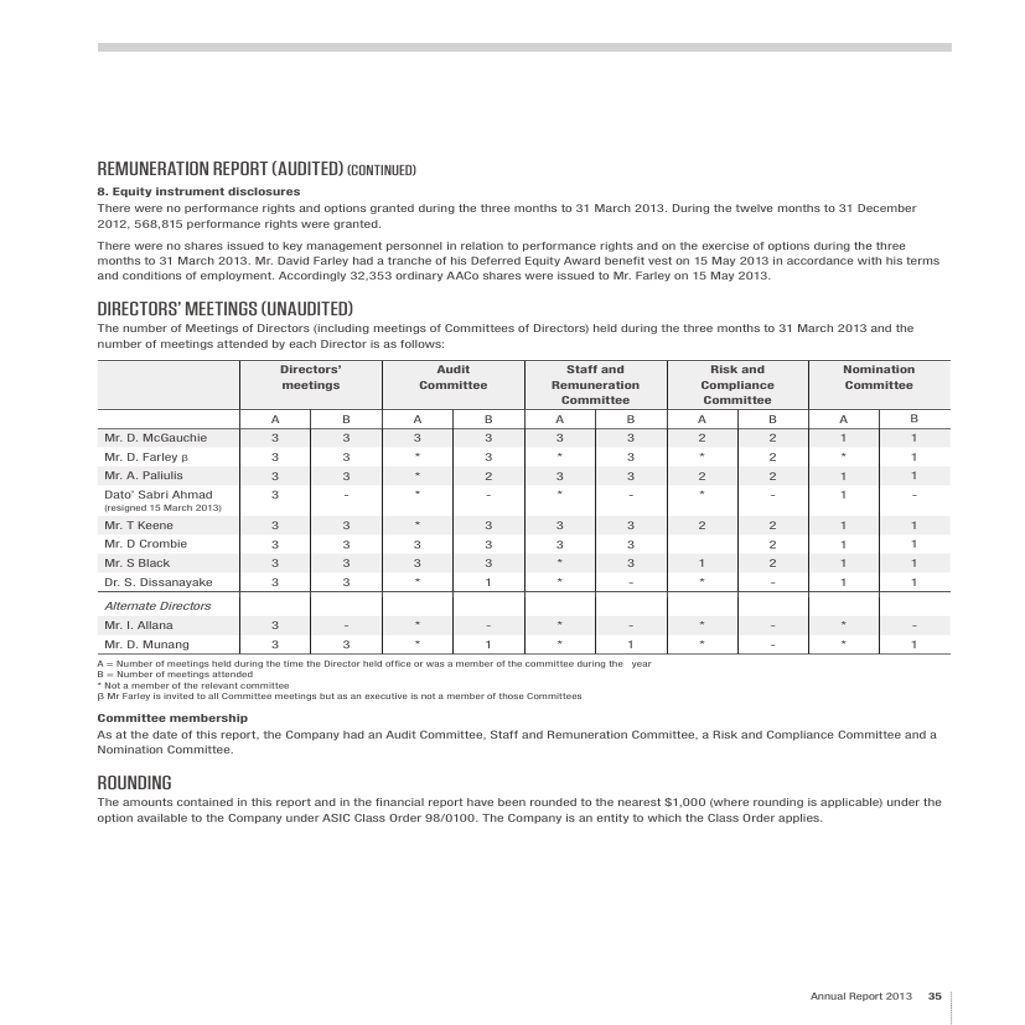 REMUNERATION REPORT (AUDITED) (CONTINUED)
8. Equity instrument disclosures
There were no performance rights and options granted during the three months to 31 March 2013. During the twelve months to 31 December
2012, 568,815 performance rights were granted.
There were no shares issued to key management personnel in relation to performance rights and on the exercise of options during the three
months to 31 March 2013. Mr. David Farley had a tranche of his Deferred Equity Award benefit vest on 15 May 2013 in accordance with his terms
and conditions of employment. Accordingly 32,353 ordinary AACo shares were issued to Mr. Farley on 15 May 2013.
DIRECTORS' MEETINGS (UNAUDITED)
The number of Meetings of Directors (including meetings of Committees of Directors) held during the three months to 31 March 2013 and the
number of meetings attended by each Director is as follows:
Directors' Audit Staff and Risk and Nomination
meetings Committee Remuneration Compliance Committee
Committee Committee
A B A B A B A B A B
Mr. D. McGauchie 3 3 3 3 3 3 2 2 1 1
Mr. D. Farley β 3 3 * 3 * 3 * 2 * 1
Mr. A. Paliulis 3 3 * 2 3 3 2 2 1 1
Dato' Sabri Ahmad 3 - * - * - * - 1 -
(resigned 15 March 2013)
Mr. T Keene 3 3 * 3 3 3 2 2 1 1
Mr. D Crombie 3 3 3 3 3 3 2 1 1
Mr. S Black 3 3 3 3 * 3 1 2 1 1
Dr. S. Dissanayake 3 3 * 1 * - * - 1 1
Alternate Directors
Mr. I. Allana 3 - * - * - * - * -
Mr. D. Munang 3 3 * 1 * 1 * - * 1
A = Number of meetings held during the time the Director held office or was a member of the committee during the year
B = Number of meetings attended
* Not a member of the relevant committee
β Mr Farley is invited to all Committee meetings but as an executive is not a member of those Committees
Committee membership
As at the date of this report, the Company had an Audit Committee, Staff and Remuneration Committee, a Risk and Compliance Committee and a
Nomination Committee.
ROUNDING
The amounts contained in this report and in the financial report have been rounded to the nearest $1,000 (where rounding is applicable) under the
option available to the Company under ASIC Class Order 98/0100. The Company is an entity to which the Class Order applies.
Annual Report 2013 35